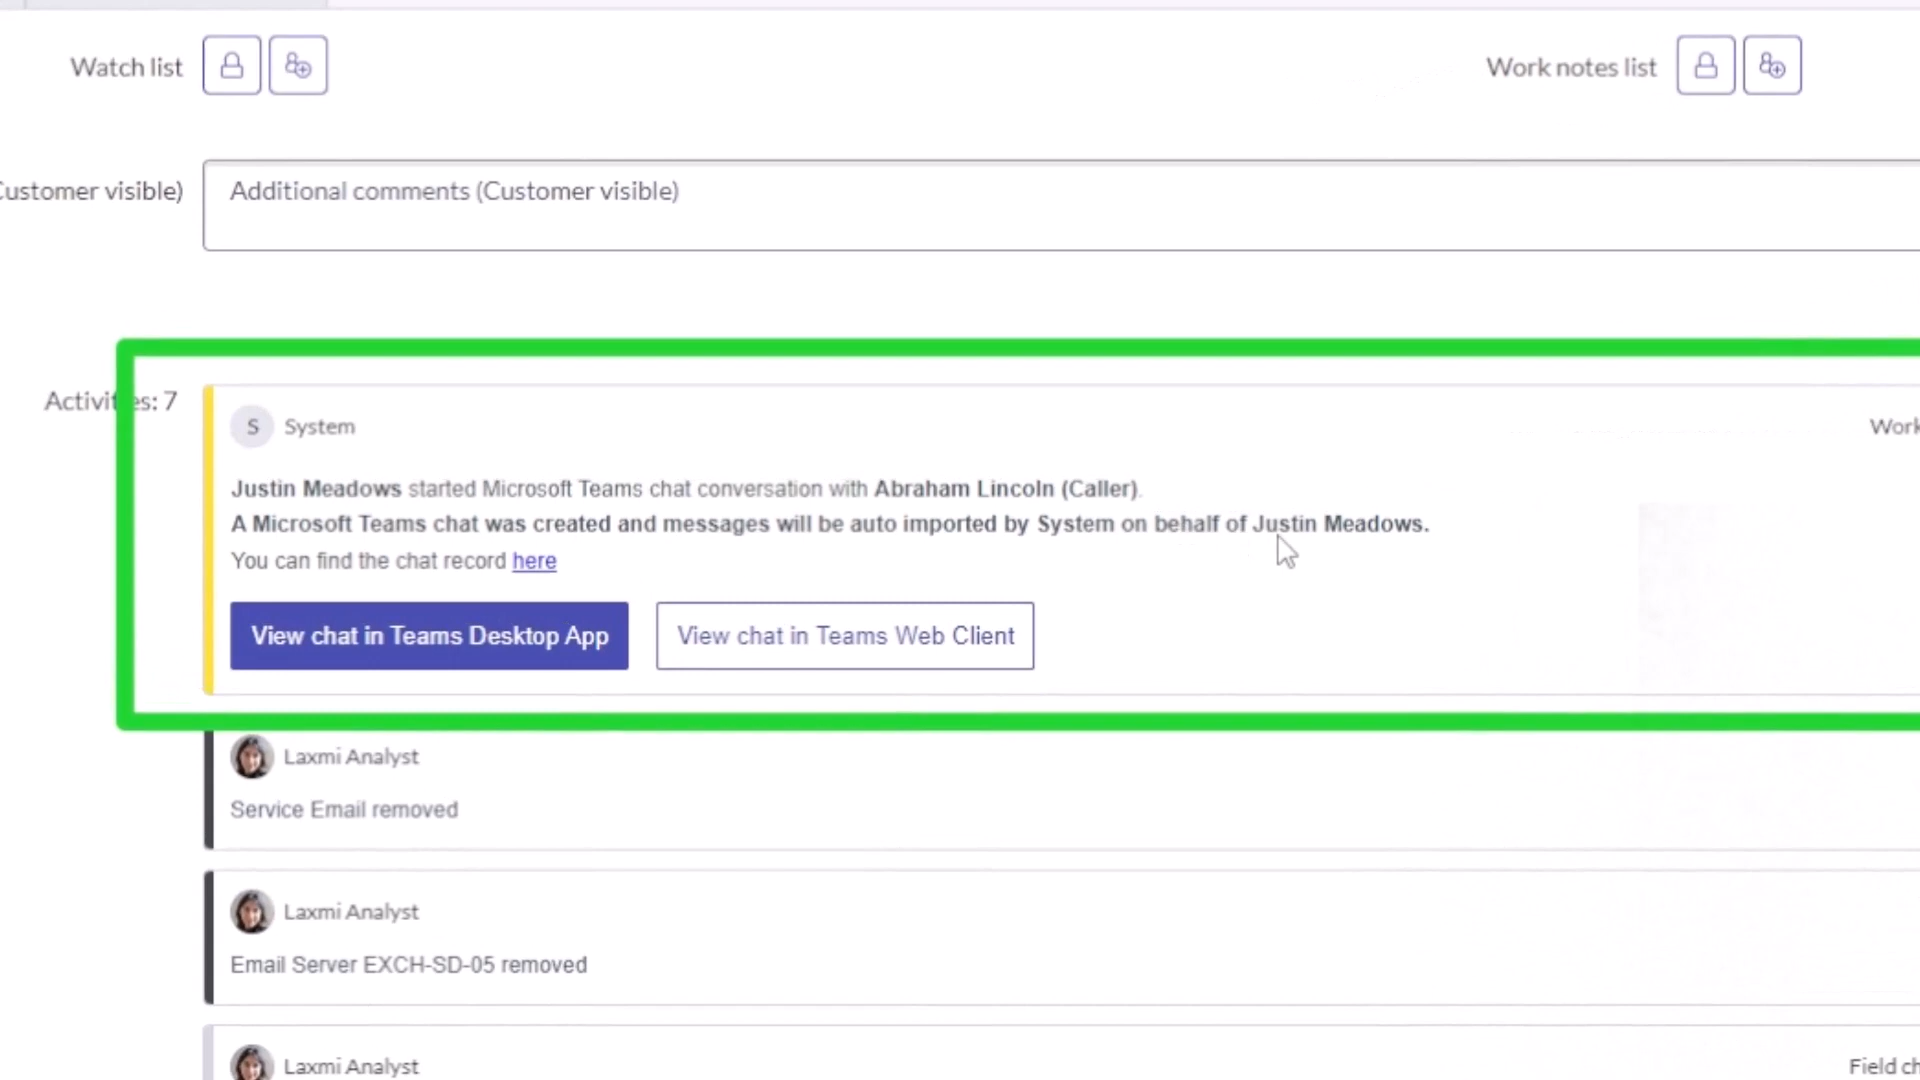 Watch list
Work notes list
Customer visible)
Additional comments (Customer visible)
Activities: 7
S System
Work
Justin Meadows started Microsoft Teams chat conversation with Abraham Lincoln (Caller).
A Microsoft Teams chat was created and messages will be auto imported by System on behalf of Justin Meadows.
You can find the chat record here
View chat in Teams Desktop App
View chat in Teams Web Client
Laxmi Analyst
Service Email removed
Laxmi Analyst
Email Server EXCH-SD-05 removed
Laxmi Analyst
Field ch